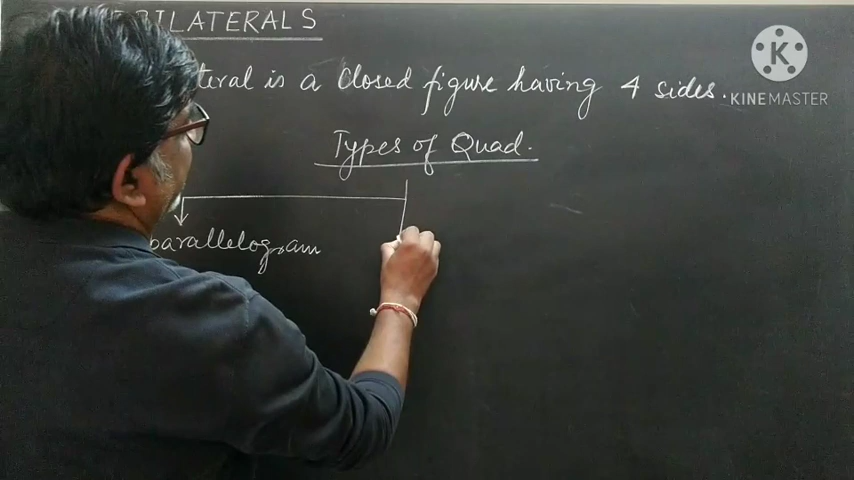 ILATERALS
teral is a closed figure having 4 sides.
Types of Quad.
parallelogram
K
KINEMASTER